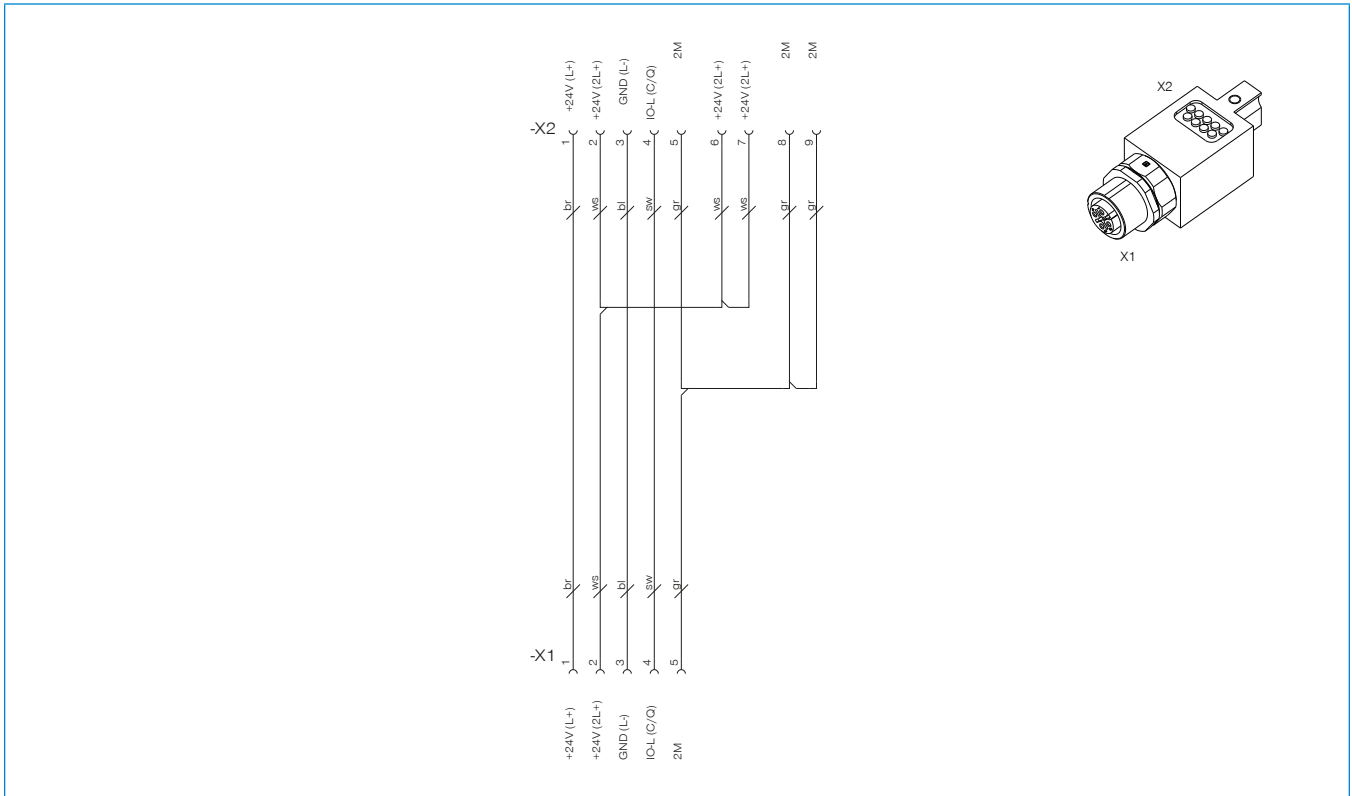 +24V (L+)
+24V (2L+)
GND (L-)
IO-L (C/Q)
2M
+24V (2L+)
+24V (2L+)
2M
2M
-X2
1
2
3
4
5
6
7
8
9
br
ws
bl
sw
gr
ws
ws
gr
gr
X2
X1
br
ws
bl
sw
gr
-X1
1
2
3
4
5
+24V (L+)
+24V (2L+)
GND (L-)
IO-L (C/Q)
2M